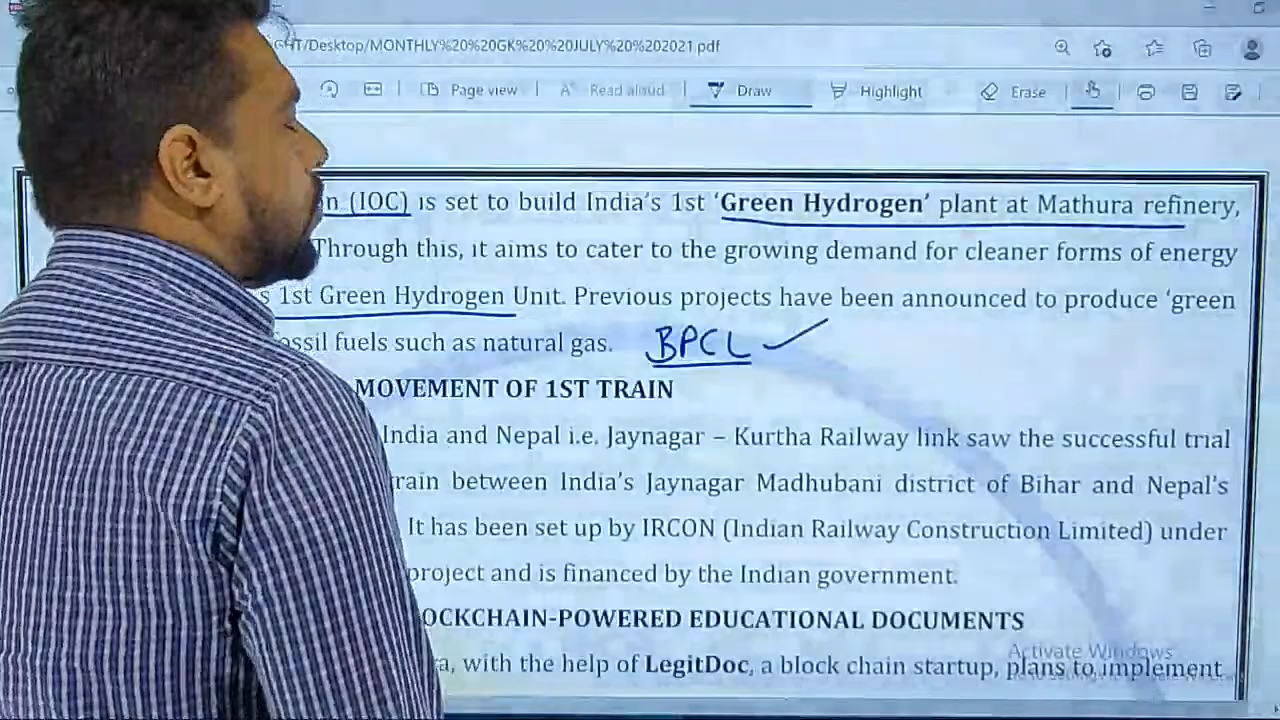 /Desktop/MONTHLY%20%20GK%20%20JULY%20%202021.pdf
Page view
Read aloud
Draw
Highlight
Erase
(IOC) is set to build India's 1st 'Green Hydrogen' plant at Mathura refinery,
Through this, it aims to cater to the growing demand for cleaner forms of energy
1st Green Hydrogen Unit. Previous projects have been announced to produce 'green
fossil fuels such as natural gas. BPCL
MOVEMENT OF 1ST TRAIN
India and Nepal i.e. Jaynagar – Kurtha Railway link saw the successful trial
between India's Jaynagar Madhubani district of Bihar and Nepal's
It has been set up by IRCON (Indian Railway Construction Limited) under
project and is financed by the Indian government.
OCKCHAIN-POWERED EDUCATIONAL DOCUMENTS
with the help of LegitDoc, a block chain startup, plans to implement
Activate Windows